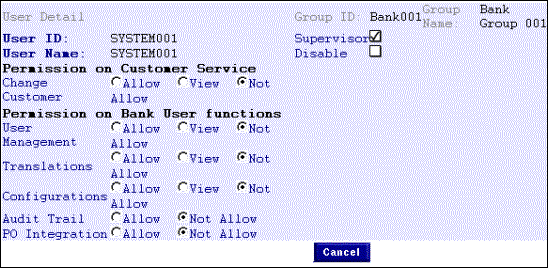 User Detail Group ID: Bank001 Group Name: Bank Group 001
User ID: SYSTEM001 Supervisor
User Name: SYSTEM001 Disable
Permission on Customer Service
Change Customer Allow View Not Allow
Permission on Bank User functions
User Management Allow View Not Allow
Translations Allow View Not Allow
Configurations Allow View Not Allow
Audit Trail Allow Not Allow
PO Integration Allow Not Allow
Cancel